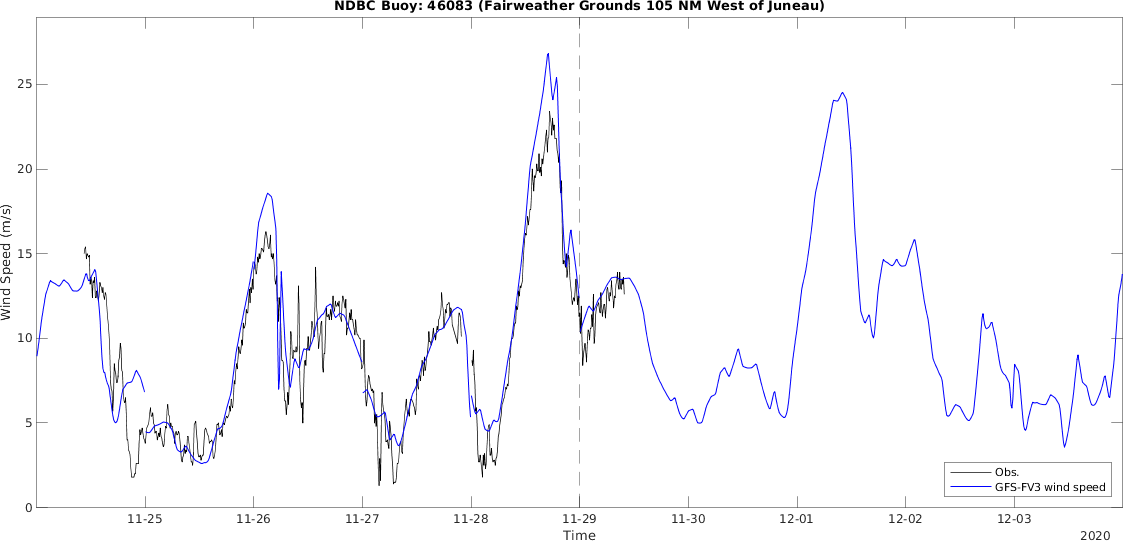 NDBC Buoy: 46083 (Fairweather Grounds 105 NM West of Juneau)
Wind Speed (m/s)
25
20
15
10
5
0
11-25 11-26 11-27 11-28 11-29 11-30 12-01 12-02 12-03
Time
2020
Obs.
GFS-FV3 wind speed